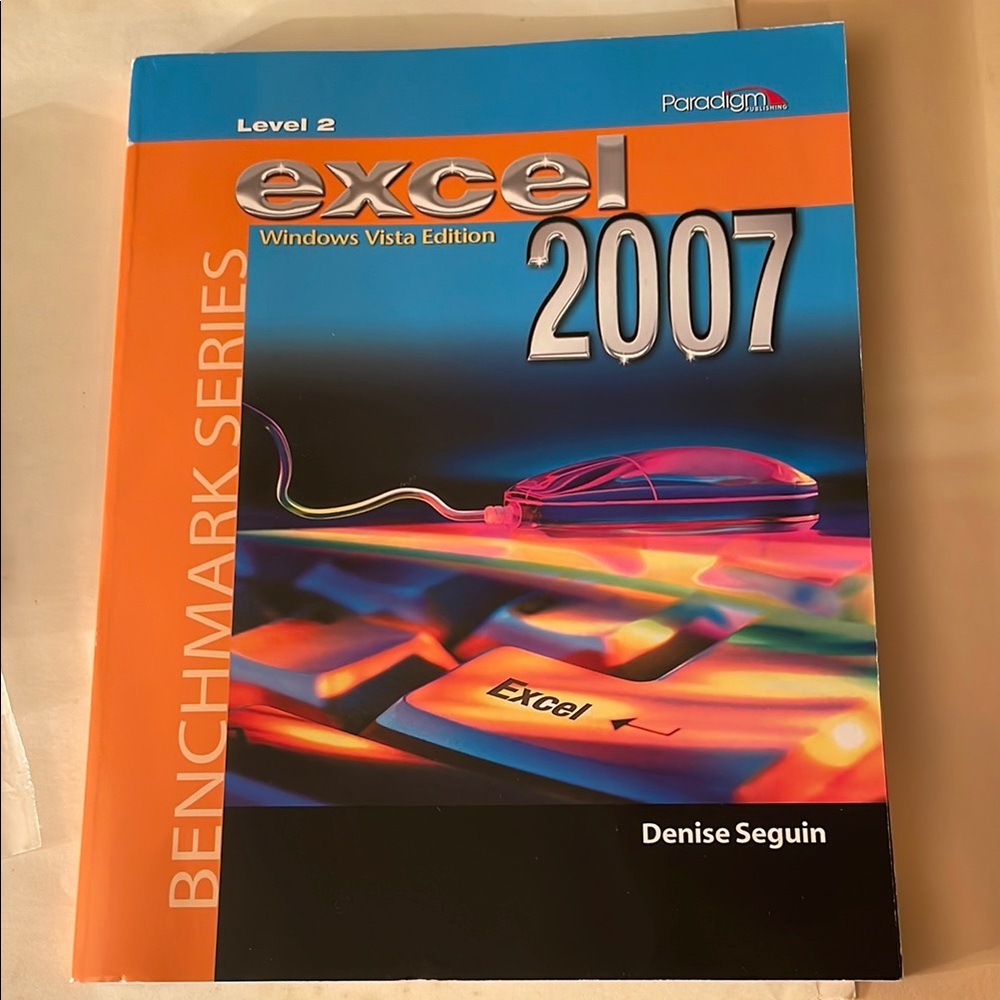 Paradigm
PUBLISHING
Level 2
excel
Windows Vista Edition
2007
BENCHMARK SERIES
Excel
Denise Seguin